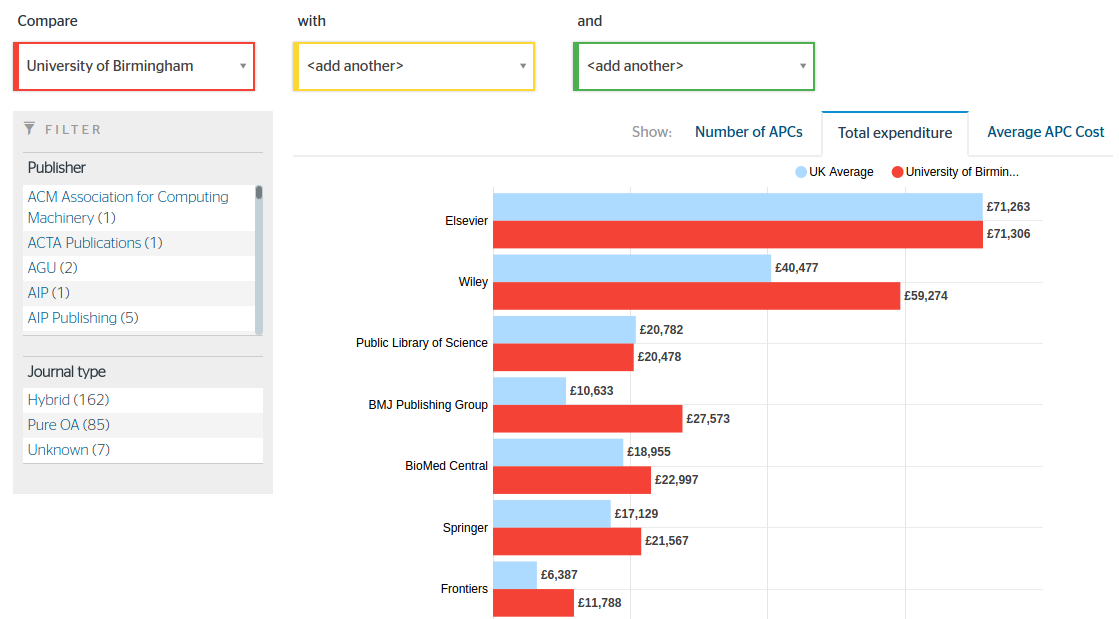 Compare
with
and
University of Birmingham
<add another>
<add another>
FILTER
Publisher
ACM Association for Computing
Machinery (1)
ACTA Publications (1)
AGU (2)
AIP (1)
AIP Publishing (5)
Journal type
Hybrid (162)
Pure OA (85)
Unknown (7)
Show:
Number of APCs
Total expenditure
Average APC Cost
UK Average
University of Birmin...
Elsevier
£71,263
£71,306
Wiley
£40,477
£59,274
Public Library of Science
£20,782
£20,478
BMJ Publishing Group
£10,633
£27,573
BioMed Central
£18,955
£22,997
Springer
£17,129
£21,567
Frontiers
£6,387
£11,788